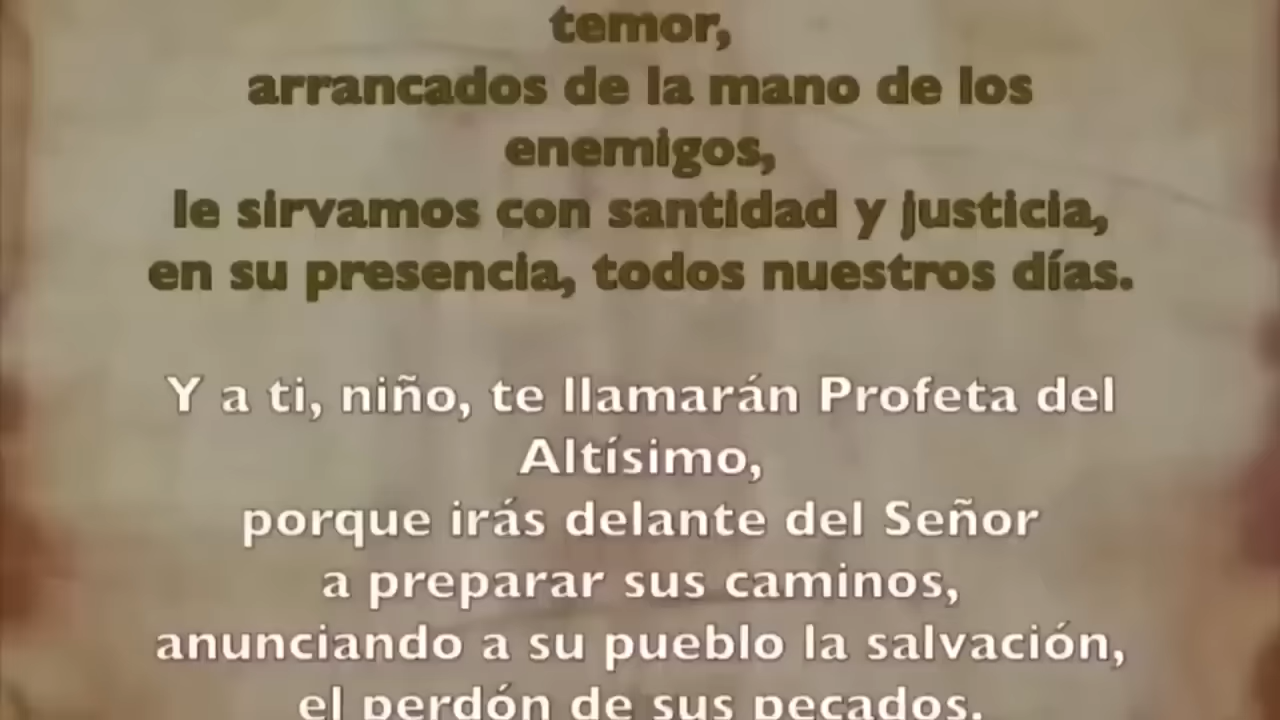 temor,
arrancados de la mano de los
enemigos,
le sirvamos con santidad y justicia,
en su presencia, todos nuestros días.
Y a ti, niño, te llamarán Profeta del
Altísimo,
porque irás delante del Señor
a preparar sus caminos,
anunciando a su pueblo la salvación,
el perdón de sus pecados.